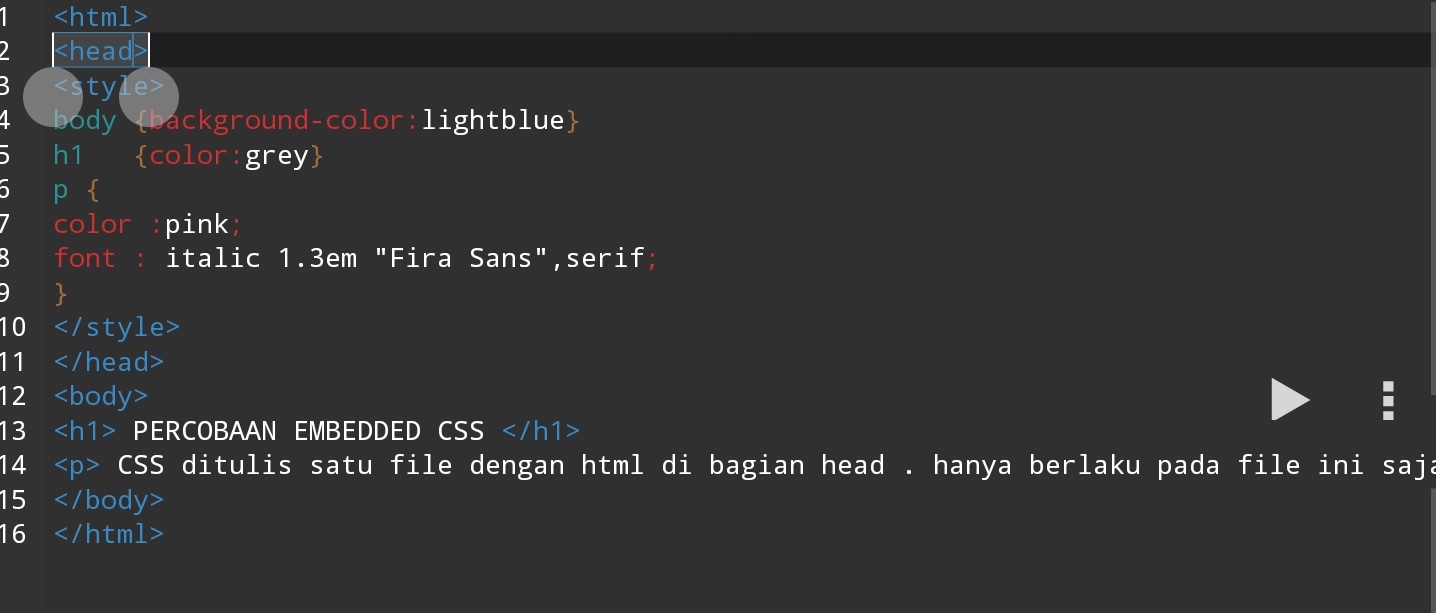 1 <html>
2 <head>
3 <style>
4 body {background-color:lightblue}
5 h1   {color:grey}
6 p {
7 color :pink;
8 font : italic 1.3em "Fira Sans",serif;
9 }
10 </style>
11 </head>
12 <body>
13 <h1> PERCOBAAN EMBEDDED CSS </h1>
14 <p> CSS ditulis satu file dengan html di bagian head . hanya berlaku pada file ini saja
15 </body>
16 </html>